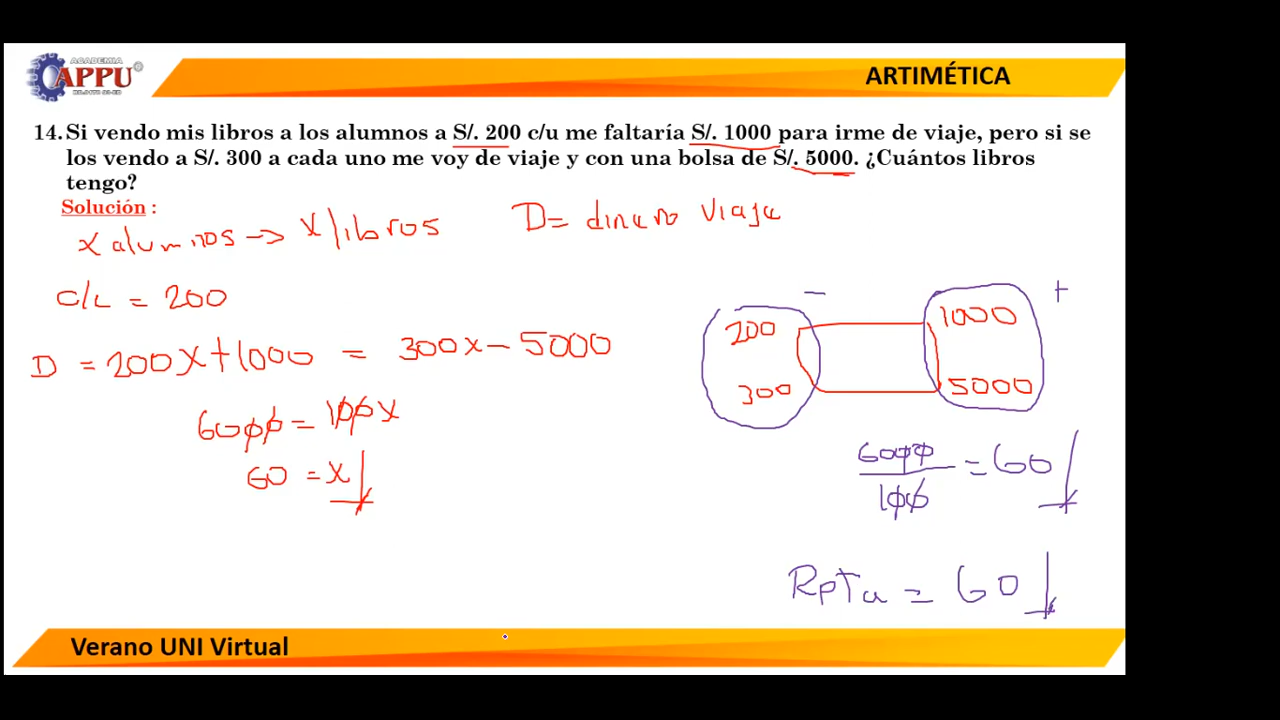 ACADEMIA
APPU
ARTIMÉTICA
14. Si vendo mis libros a los alumnos a S/. 200 c/u me faltaría S/. 1000 para irme de viaje, pero si se
los vendo a S/. 300 a cada uno me voy de viaje y con una bolsa de S/. 5000. ¿Cuántos libros
tengo?
Solución :
x alumnos → x libros D= dinero viaje
c/L = 200
D = 200x+1000 = 300x-5000
6000 = 100x
60 = x
- +
200 1000
300 5000
6000/100 = 60
Rpta = 60
Verano UNI Virtual